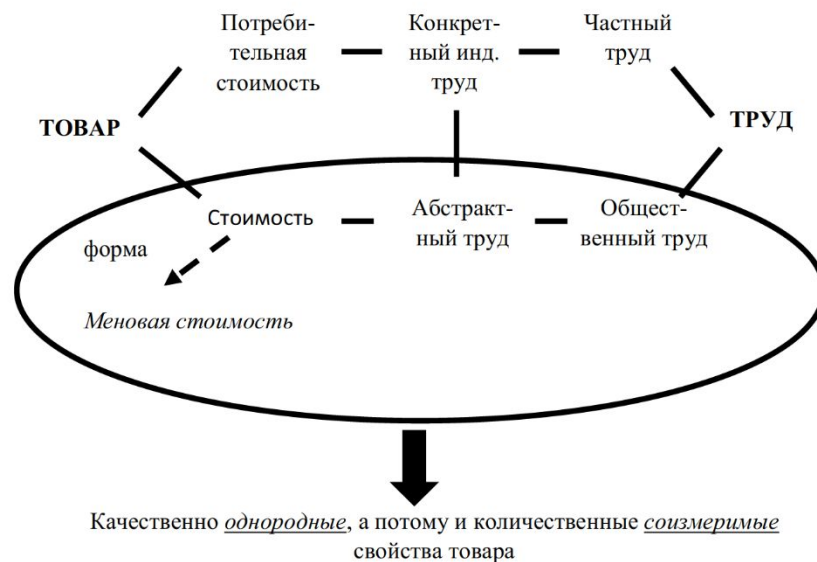 Потреби-
тельная
стоимость
Конкрет-
ный инд.
труд
Частный
труд
ТОВАР
ТРУД
Стоимость
Абстракт-
ный труд
Общест-
венный труд
форма
Меновая стоимость
Качественно однородные, а потому и количественные соизмеримые
свойства товара